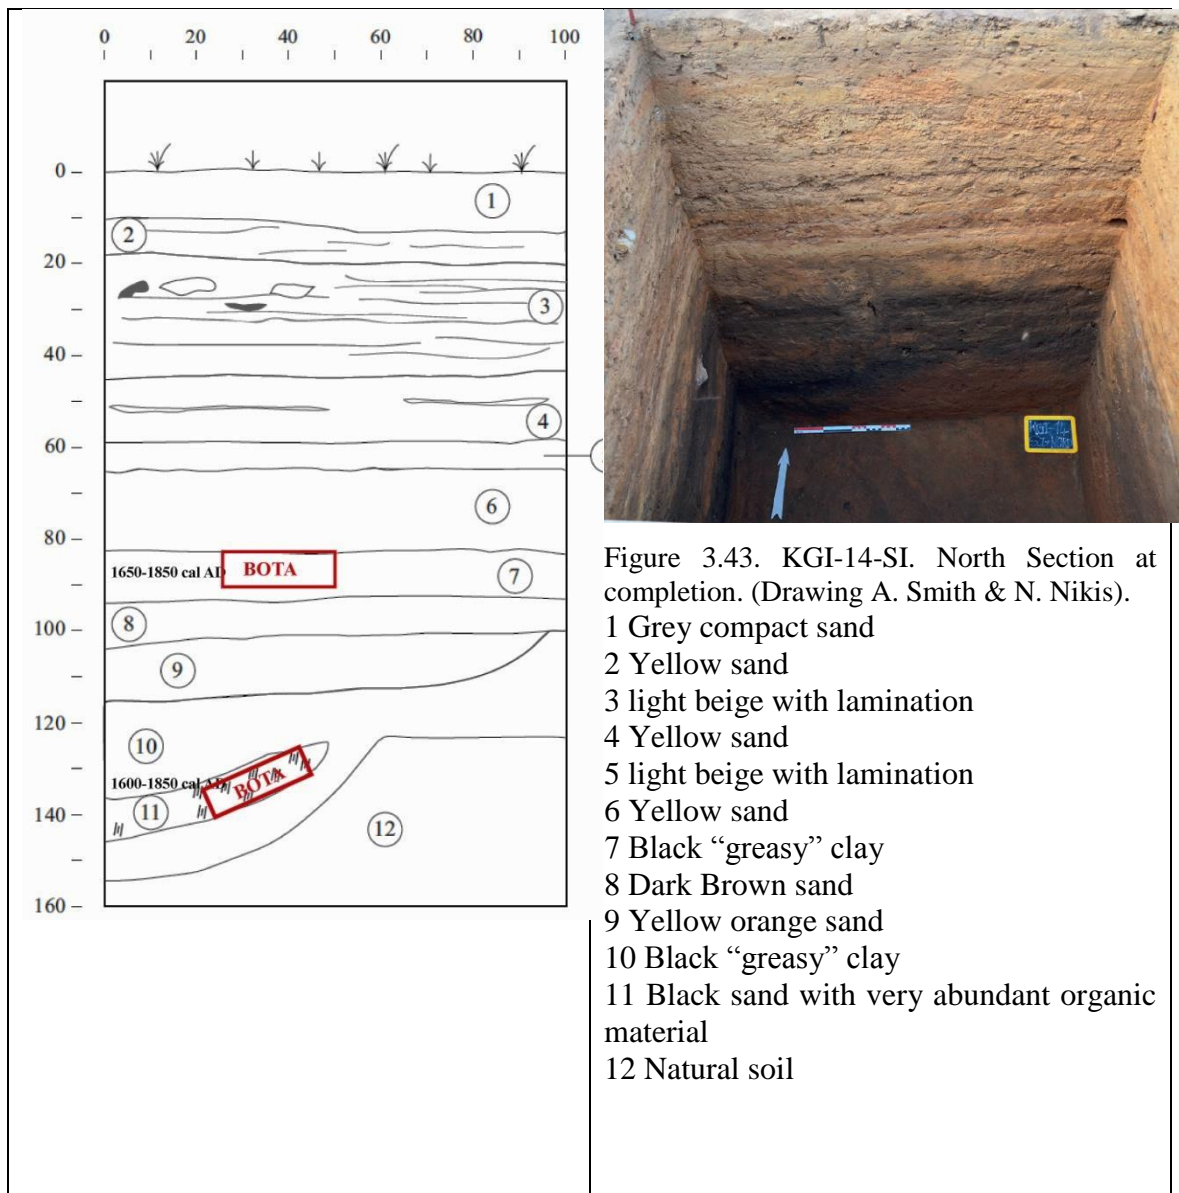 0 20 40 60 80 100
0
1
2
20
3
40
4
60
6
80
1650-1850 cal AD BOTA
7
8
100
9
120
10
1600-1850 cal AD BOTA
11
140
12
160
Figure 3.43. KGI-14-SI. North Section at
completion. (Drawing A. Smith & N. Nikis).
1 Grey compact sand
2 Yellow sand
3 light beige with lamination
4 Yellow sand
5 light beige with lamination
6 Yellow sand
7 Black “greasy” clay
8 Dark Brown sand
9 Yellow orange sand
10 Black “greasy” clay
11 Black sand with very abundant organic
material
12 Natural soil